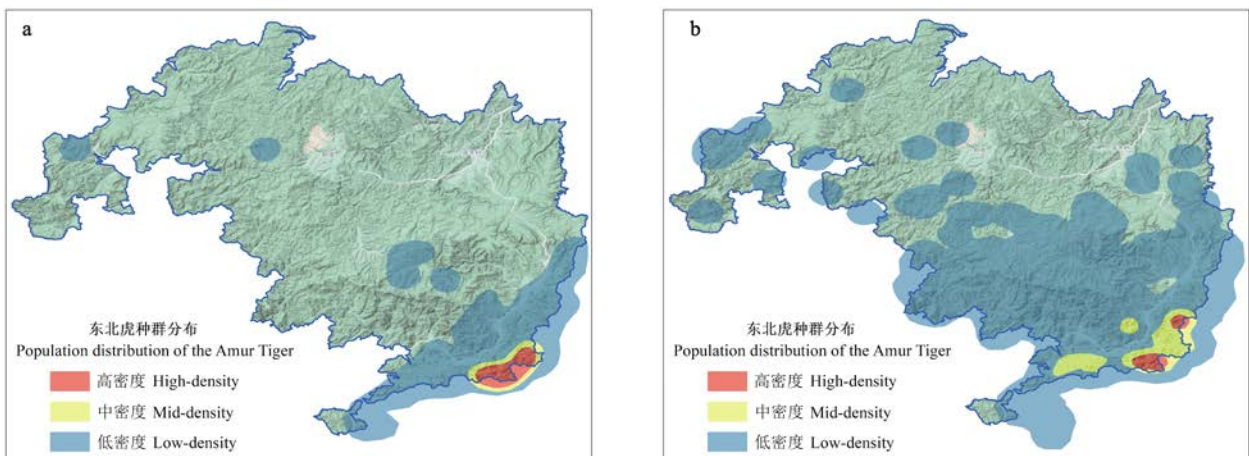 a
东北虎种群分布
Population distribution of the Amur Tiger
高密度 High-density
中密度 Mid-density
低密度 Low-density
b
东北虎种群分布
Population distribution of the Amur Tiger
高密度 High-density
中密度 Mid-density
低密度 Low-density